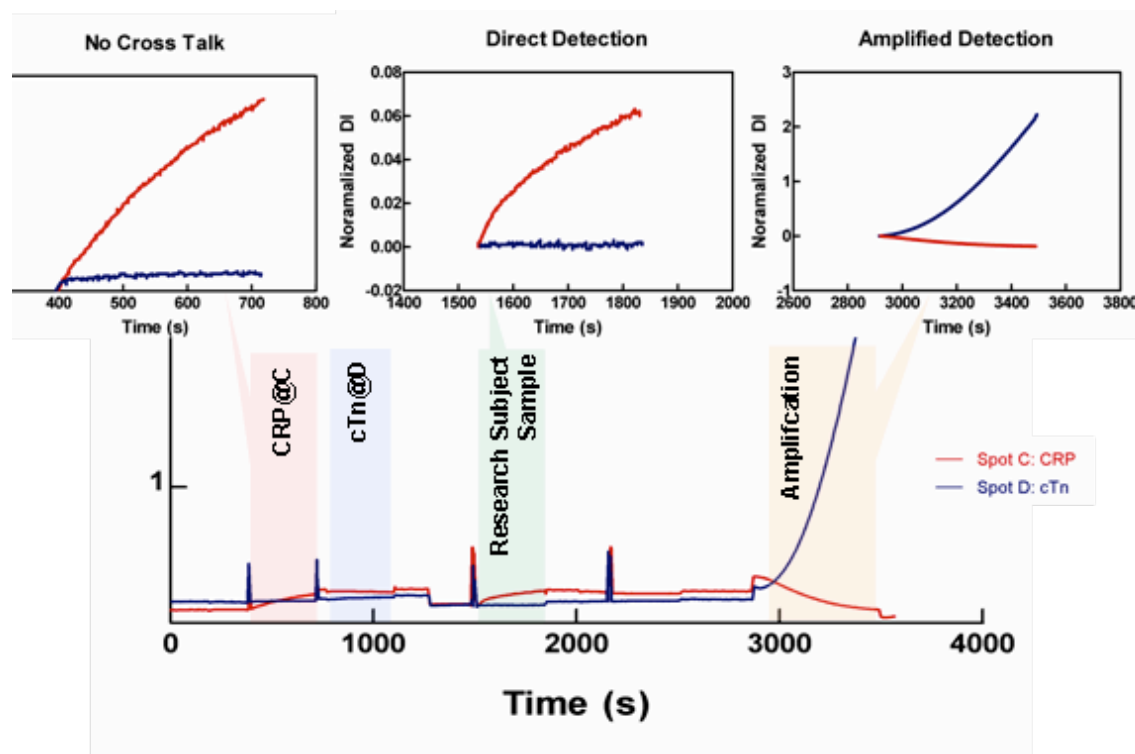 No Cross Talk
Direct Detection
Amplified Detection
400 500 600 700 800
Time (s)
0.08
0.06
0.04
0.02
0.00
-0.02
Noramalized DI
1400 1500 1600 1700 1800 1900 2000
Time (s)
3
2
1
0
-1
Noramalized DI
2600 2800 3000 3200 3400 3600 3800
Time (s)
CRP@C
cTn@D
Research Subject
Sample
Amplifcation
1
Spot C: CRP
Spot D: cTn
0 1000 2000 3000 4000
Time (s)